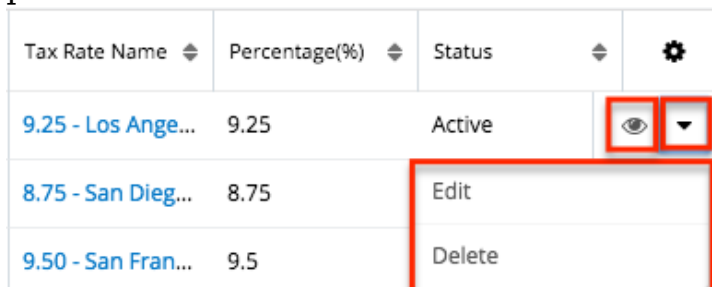 Tax Rate Name Percentage(%) Status
9.25 - Los Ange... 9.25 Active
8.75 - San Dieg... 8.75 Edit
9.50 - San Fran... 9.5 Delete